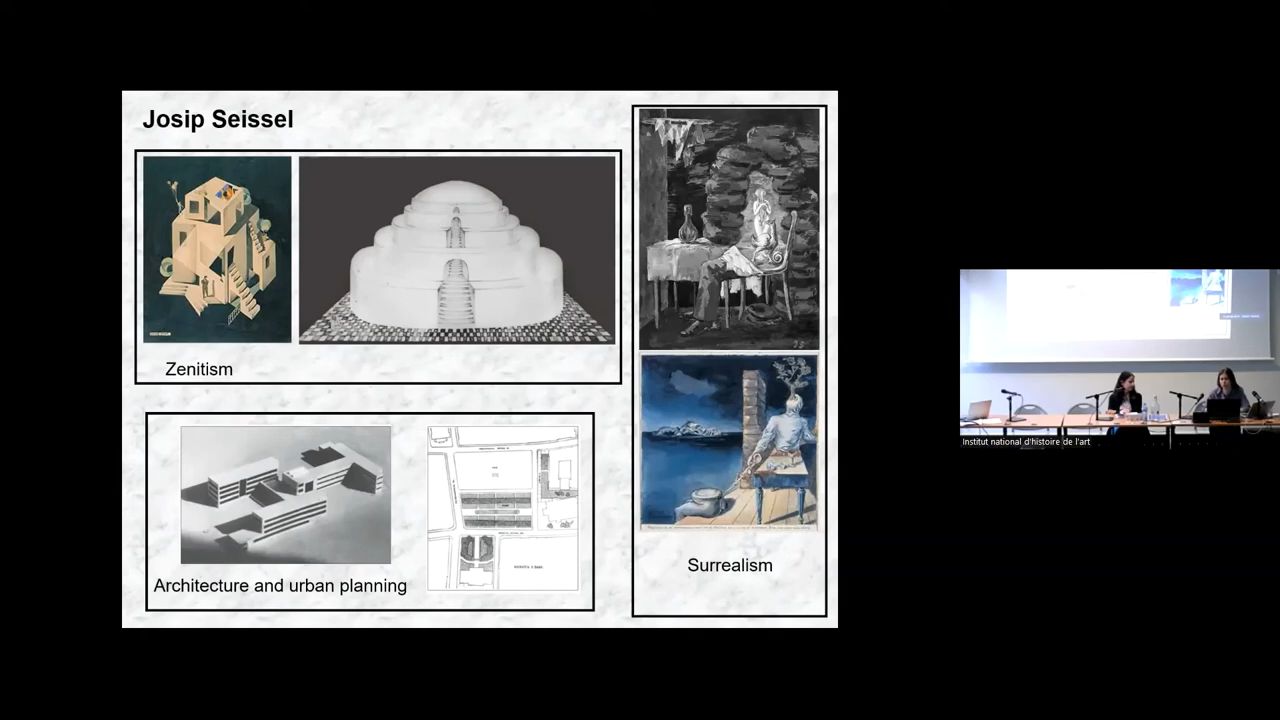 Josip Seissel
Zenitism
Architecture and urban planning
Surrealism
Institut national d'histoire de l'art